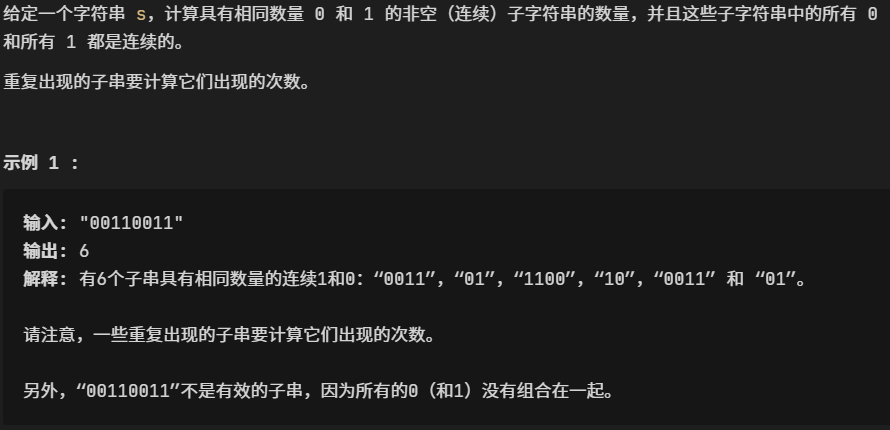 给定一个字符串 s，计算具有相同数量 0 和 1 的非空（连续）子字符串的数量，并且这些子字符串中的所有 0
和所有 1 都是连续的。
重复出现的子串要计算它们出现的次数。
示例 1 :
输入: "00110011"
输出: 6
解释: 有6个子串具有相同数量的连续1和0：“0011”，“01”，“1100”，“10”，“0011” 和 “01”。
请注意，一些重复出现的子串要计算它们出现的次数。
另外，“00110011”不是有效的子串，因为所有的0（和1）没有组合在一起。